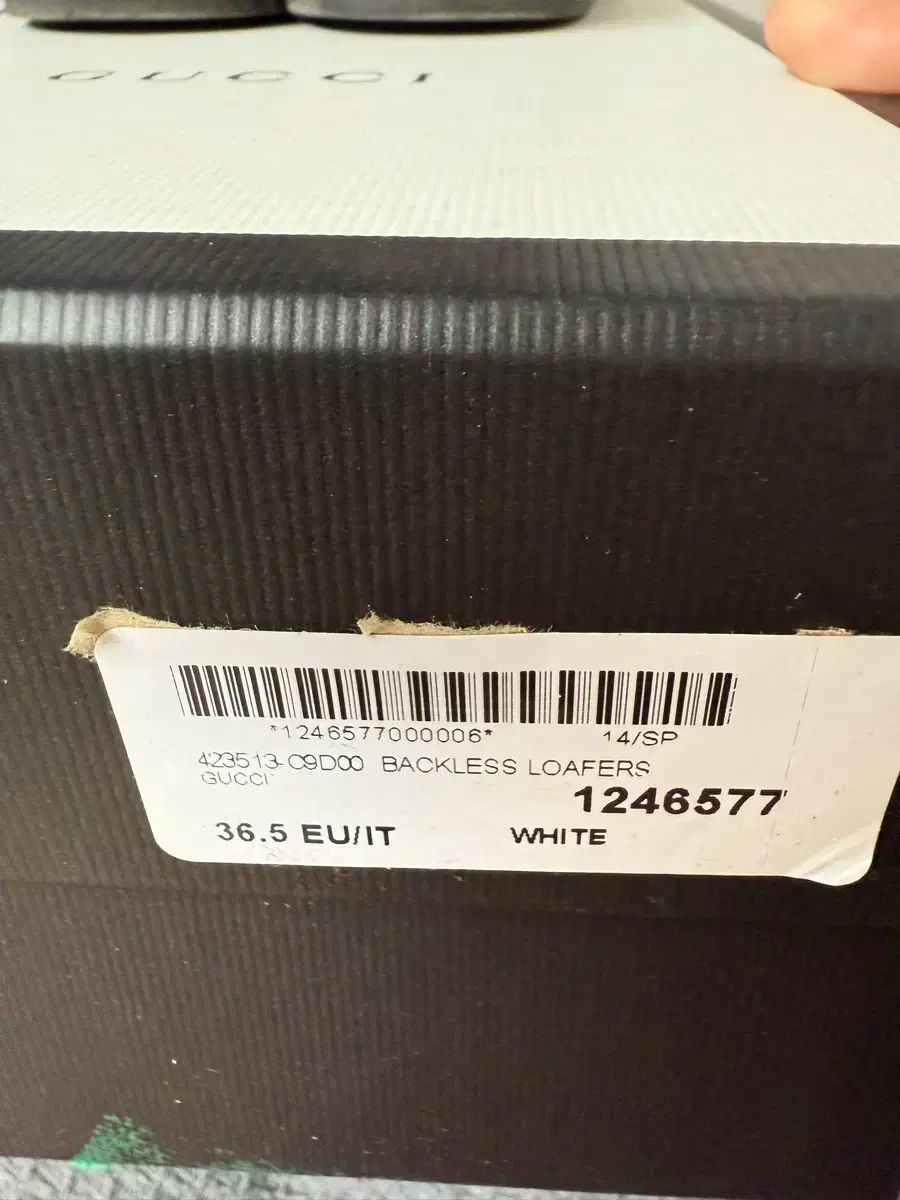 GUCCI
*1246577000006* 14/SP
423513-C9D00 BACKLESS LOAFERS
GUCCI
1246577
36.5 EU/IT WHITE